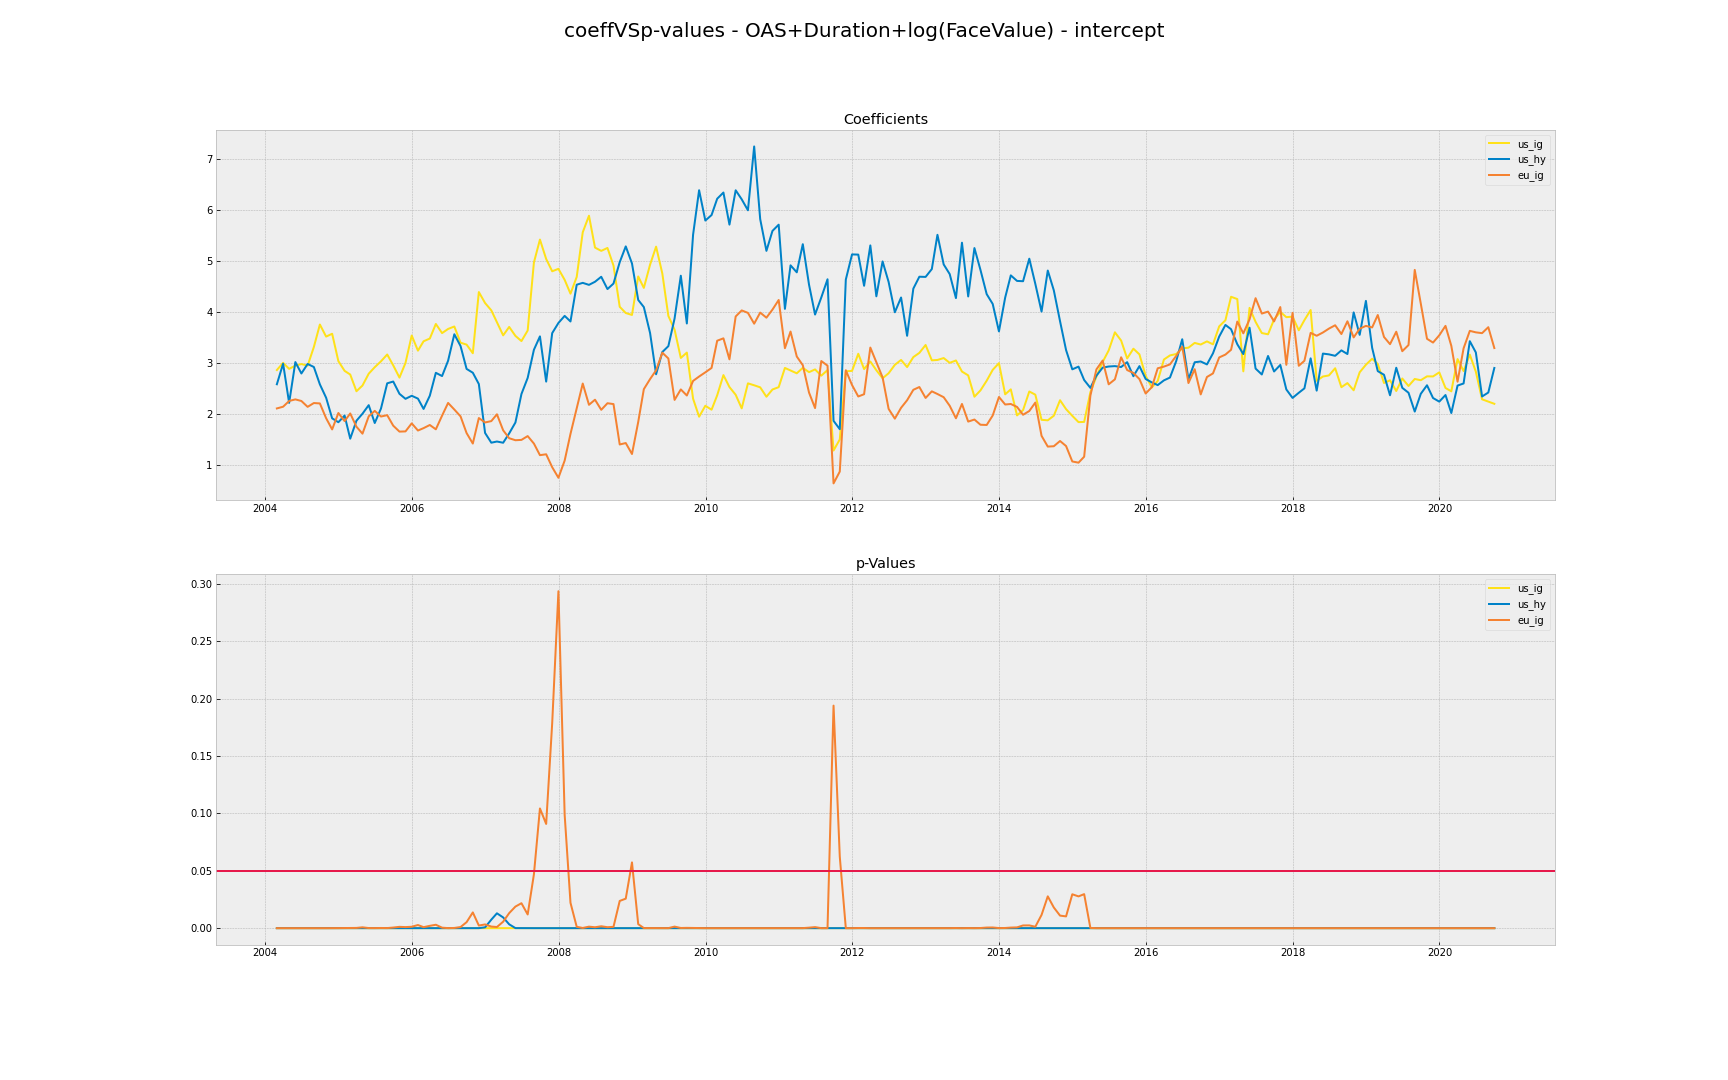 coeffVSp-values - OAS+Duration+log(FaceValue) - intercept
Coefficients
us_ig
us_hy
eu_ig
7
6
5
4
3
2
1
2004 2006 2008 2010 2012 2014 2016 2018 2020
p-Values
us_ig
us_hy
eu_ig
0.30
0.25
0.20
0.15
0.10
0.05
0.00
2004 2006 2008 2010 2012 2014 2016 2018 2020